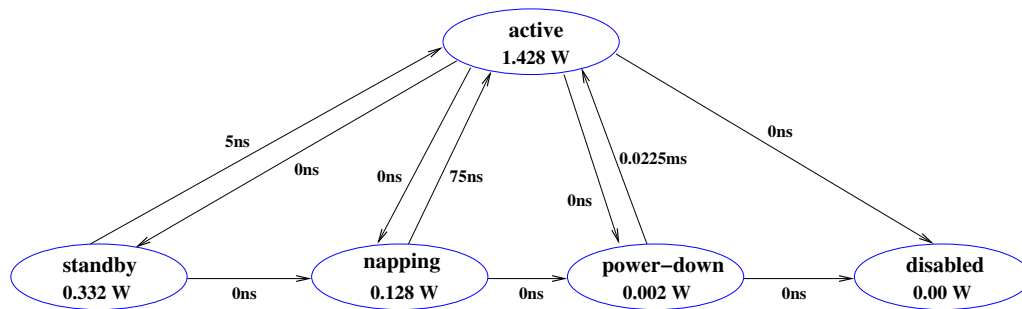 active
1.428 W
5ns
0ns
0ns
75ns
0ns
0.0225ms
0ns
standby
0.332 W
0ns
napping
0.128 W
0ns
power−down
0.002 W
0ns
disabled
0.00 W